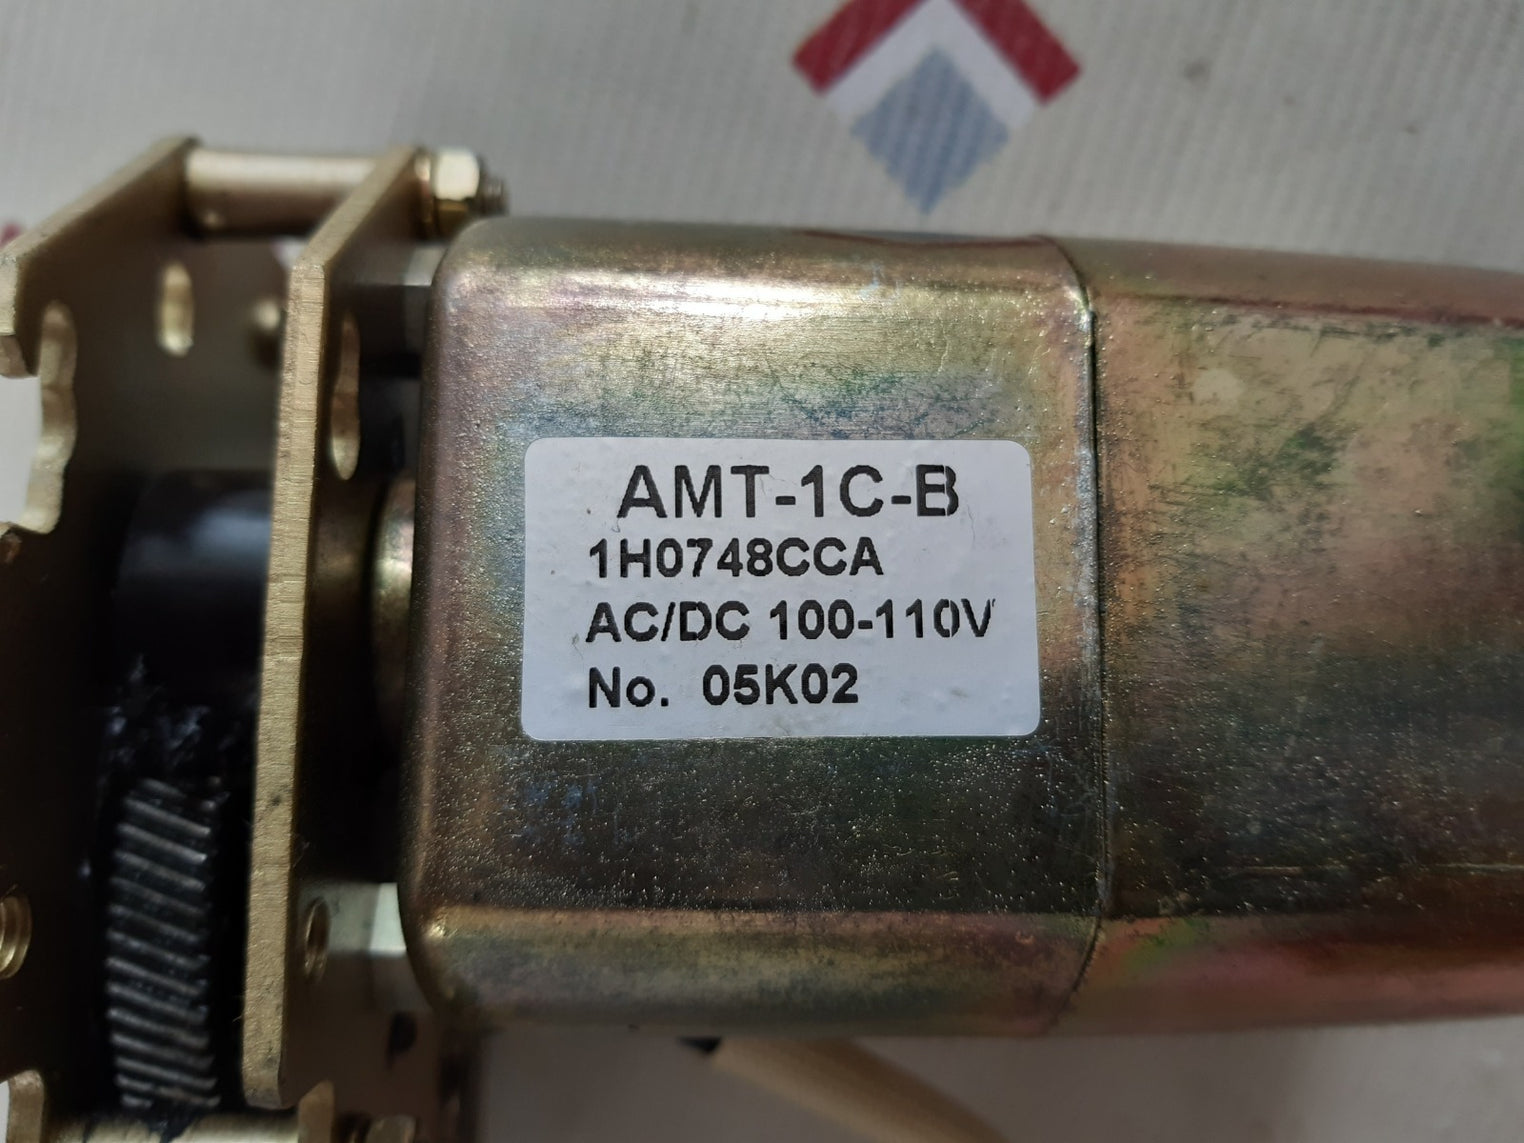 AMT-1C-B
1H0748CCA
AC/DC 100-110V
No. 05K02